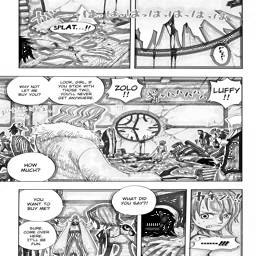 SPLAT...!!
WHY NOT
LET ME
BUY YOU?
LOOK, GIRL, IF
YOU STICK WITH
THOSE TWO,
YOU'LL NEVER
GET ANYWHERE.
ZOLO
!!
LUFFY
!!
HOW
MUCH?
YOU
WANT TO
BUY ME?
SURE.
COME OVER
HERE.
IT'LL BE
FUN.
WHAT DID
YOU SAY?!